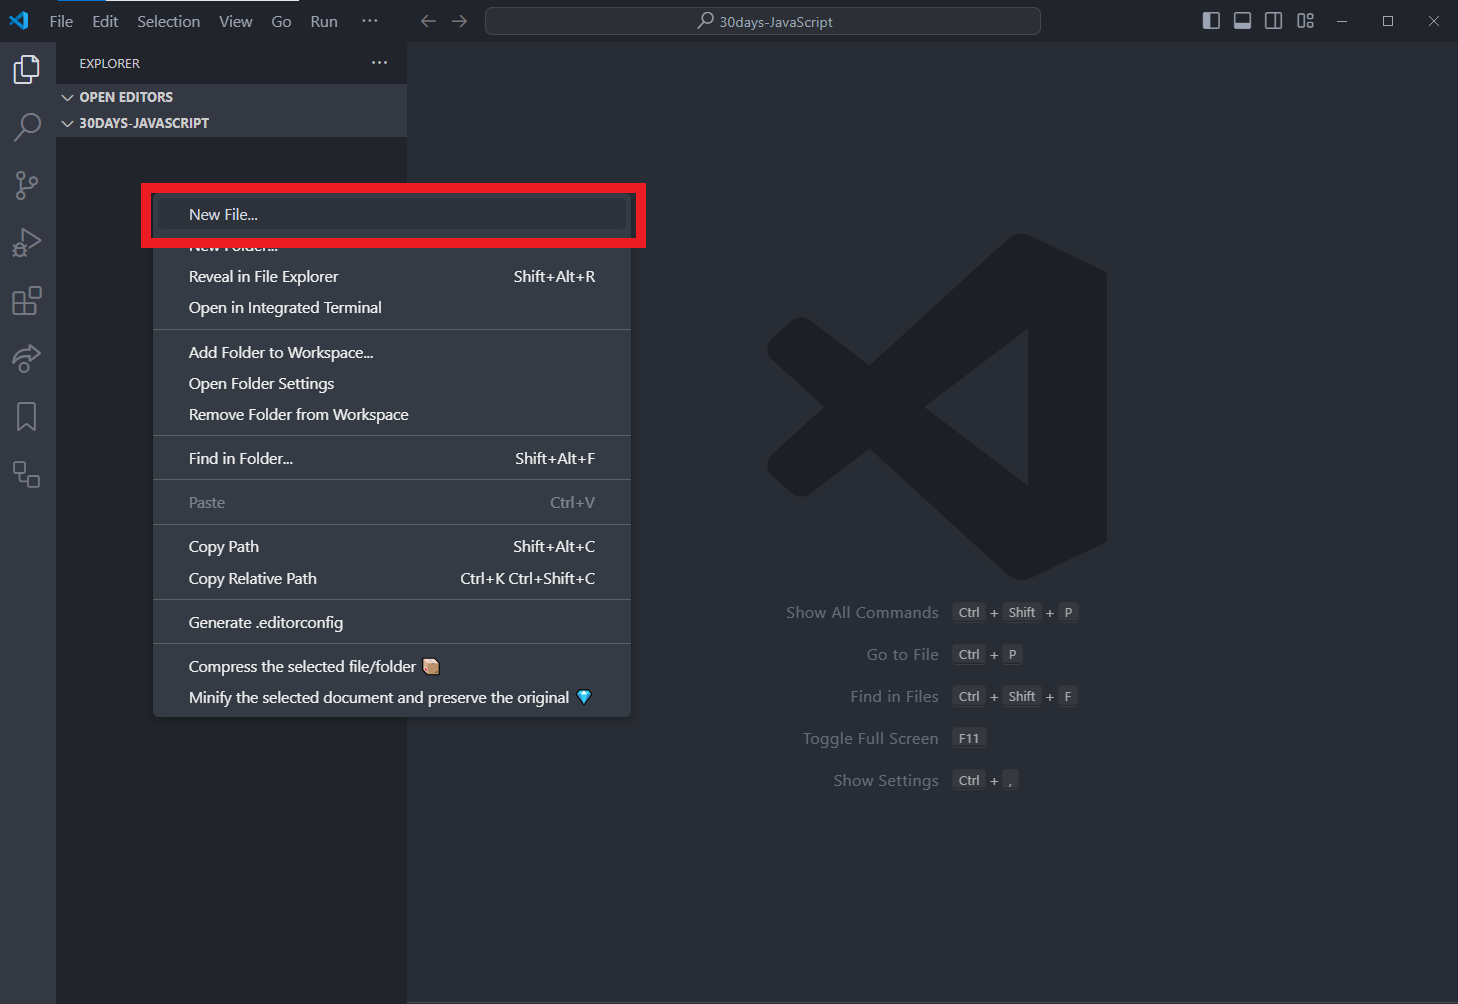 File Edit Selection View Go Run ···
30days-JavaScript
EXPLORER ···
OPEN EDITORS
30DAYS-JAVASCRIPT
New File...
New Folder...
Reveal in File Explorer Shift+Alt+R
Open in Integrated Terminal
Add Folder to Workspace...
Open Folder Settings
Remove Folder from Workspace
Find in Folder... Shift+Alt+F
Paste Ctrl+V
Copy Path Shift+Alt+C
Copy Relative Path Ctrl+K Ctrl+Shift+C
Generate .editorconfig
Compress the selected file/folder 📦
Minify the selected document and preserve the original 💎
Show All Commands Ctrl + Shift + P
Go to File Ctrl + P
Find in Files Ctrl + Shift + F
Toggle Full Screen F11
Show Settings Ctrl + ,